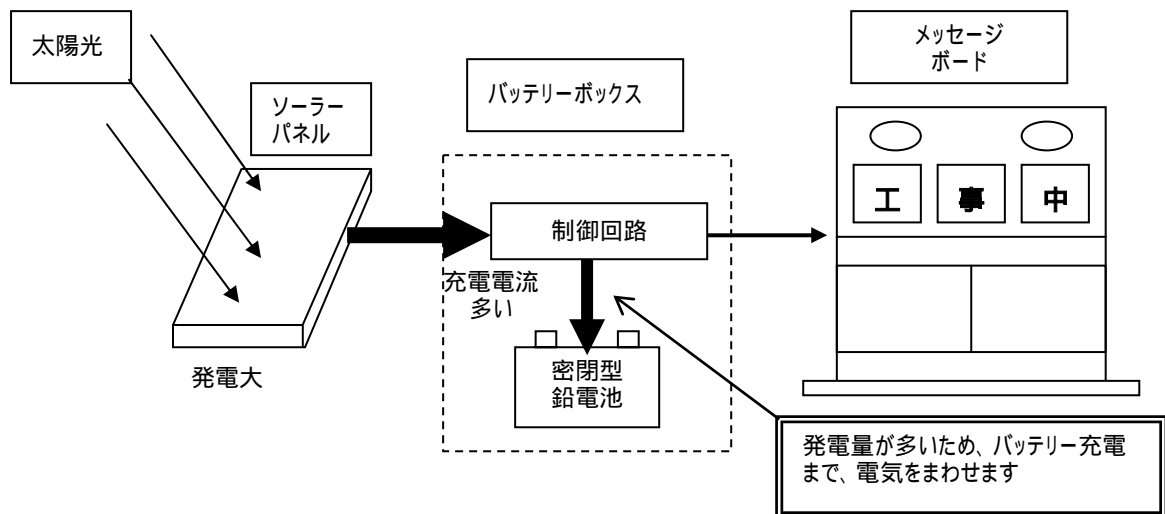 太陽光
ソーラー
パネル
バッテリーボックス
メッセージ
ボード
工 事 中
制御回路
充電電流
多い
密閉型
鉛電池
発電大
発電量が多いため、バッテリー充電
まで、電気をまわせます